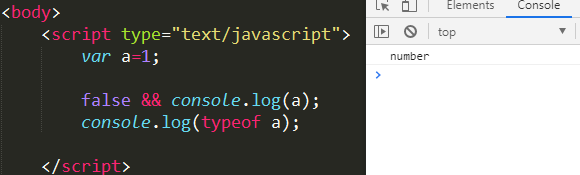 <body>
<script type="text/javascript">
var a=1;
false && console.log(a);
console.log(typeof a);
</script>
Elements Console
top
number